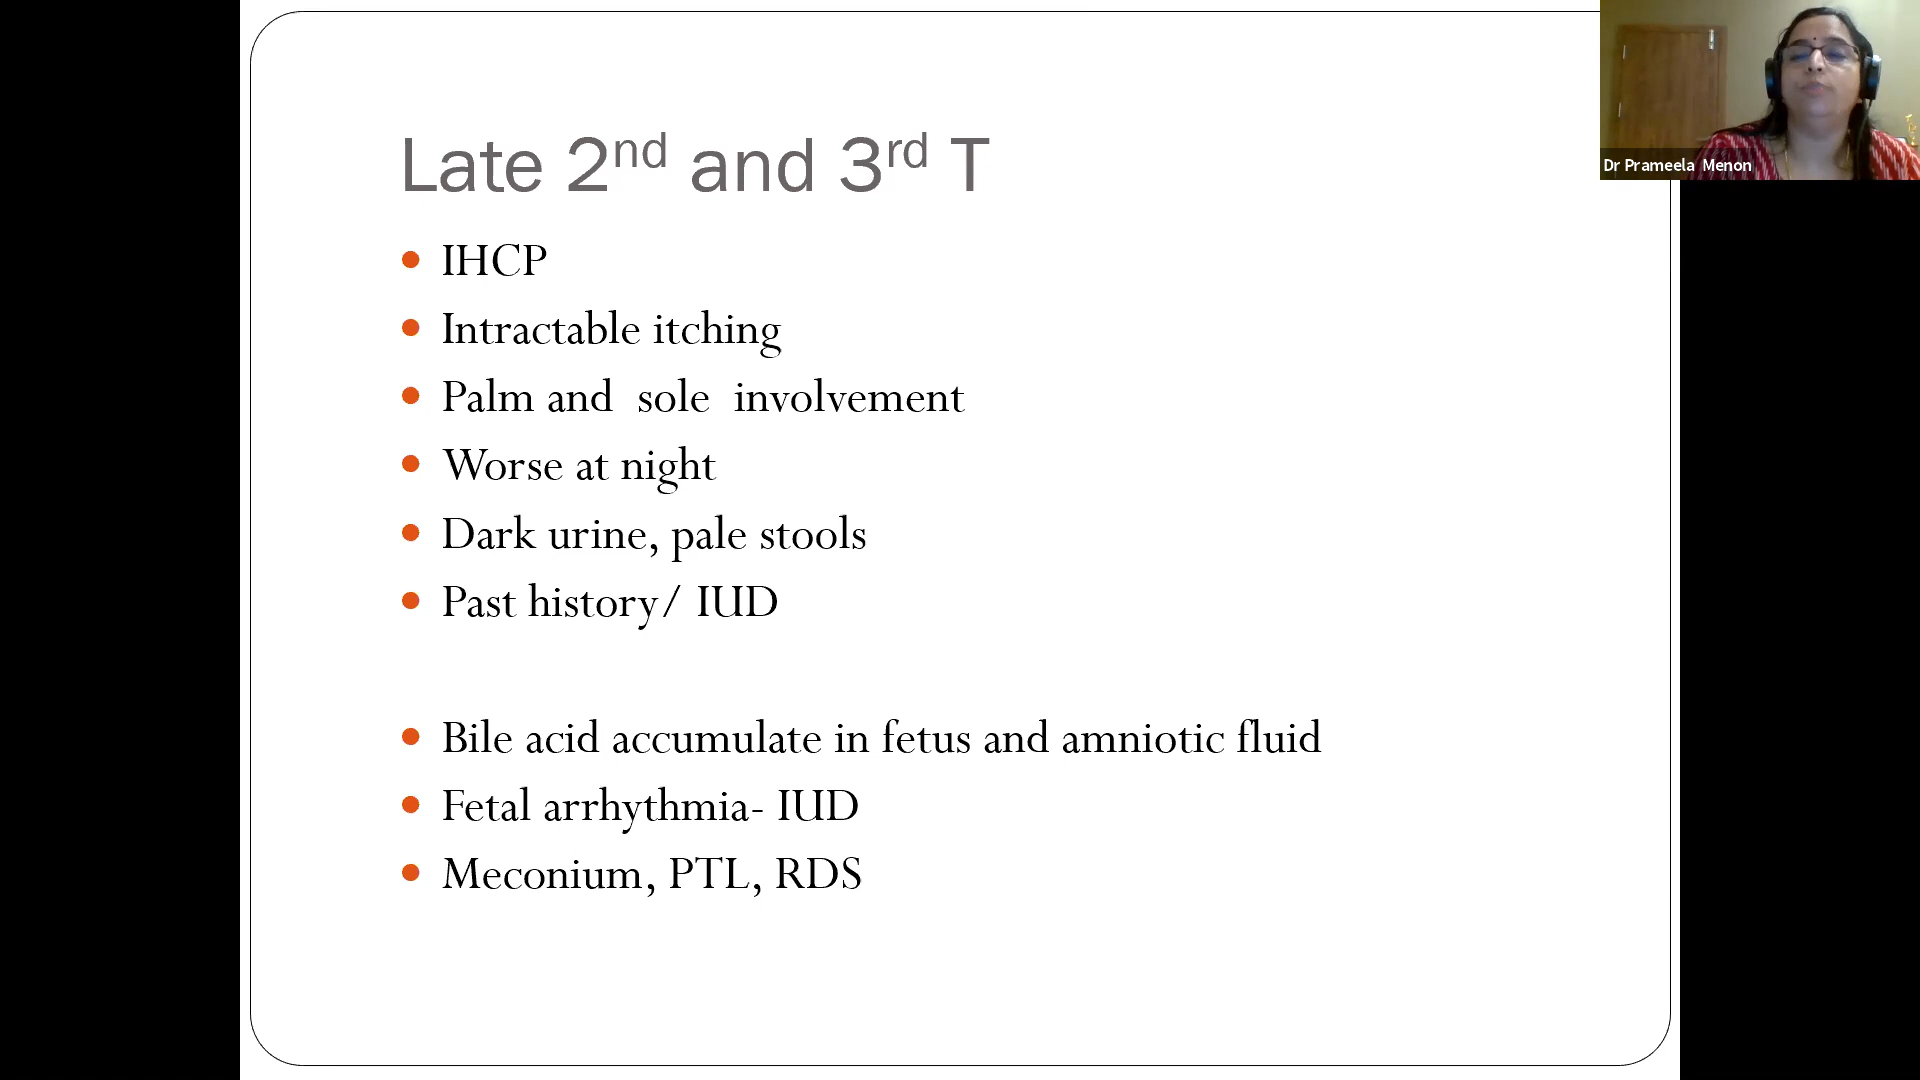 Late 2nd and 3rd T
• IHCP
• Intractable itching
• Palm and sole involvement
• Worse at night
• Dark urine, pale stools
• Past history/ IUD
• Bile acid accumulate in fetus and amniotic fluid
• Fetal arrhythmia- IUD
• Meconium, PTL, RDS
Dr Prameela Menon